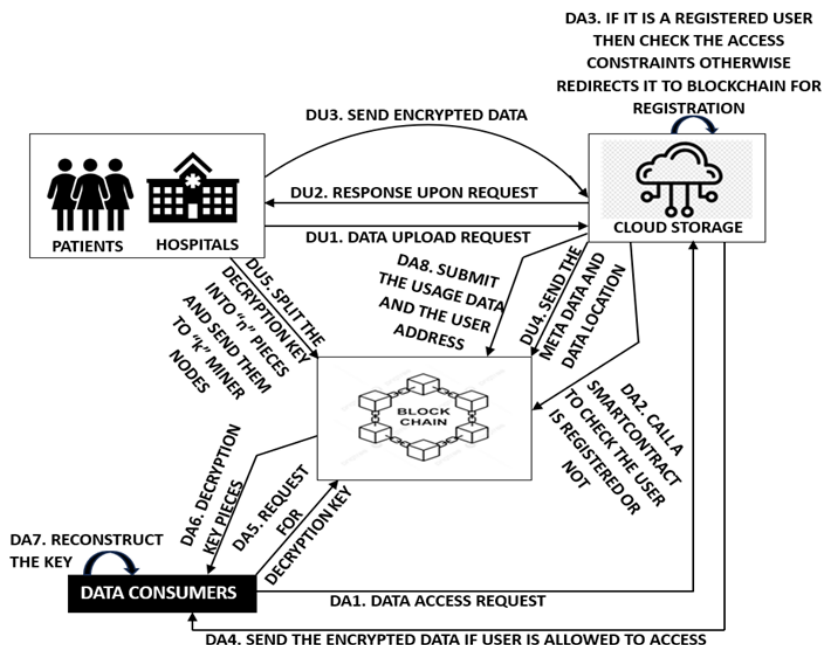 DA3. IF IT IS A REGISTERED USER
THEN CHECK THE ACCESS
CONSTRAINTS OTHERWISE
REDIRECTS IT TO BLOCKCHAIN FOR
REGISTRATION
DU3. SEND ENCRYPTED DATA
DU2. RESPONSE UPON REQUEST
PATIENTS
HOSPITALS
CLOUD STORAGE
DU1. DATA UPLOAD REQUEST
DU5. SPLIT THE
DECRYPTION KEY
INTO "n" PIECES
AND SEND THEM
TO "k" MINER
NODES
DA8. SUBMIT
THE USAGE DATA
AND THE USER
ADDRESS
DU4. SEND THE
META DATA AND
DATA LOCATION
DA2. CALL A
SMARTCONTRACT
TO CHECK THE USER
IS REGISTERED OR
NOT
BLOCK
CHAIN
DA6. DECRYPTION
KEY PIECES
DA5. REQUEST
FOR
DECRYPTION KEY
DA7. RECONSTRUCT
THE KEY
DATA CONSUMERS
DA1. DATA ACCESS REQUEST
DA4. SEND THE ENCRYPTED DATA IF USER IS ALLOWED TO ACCESS